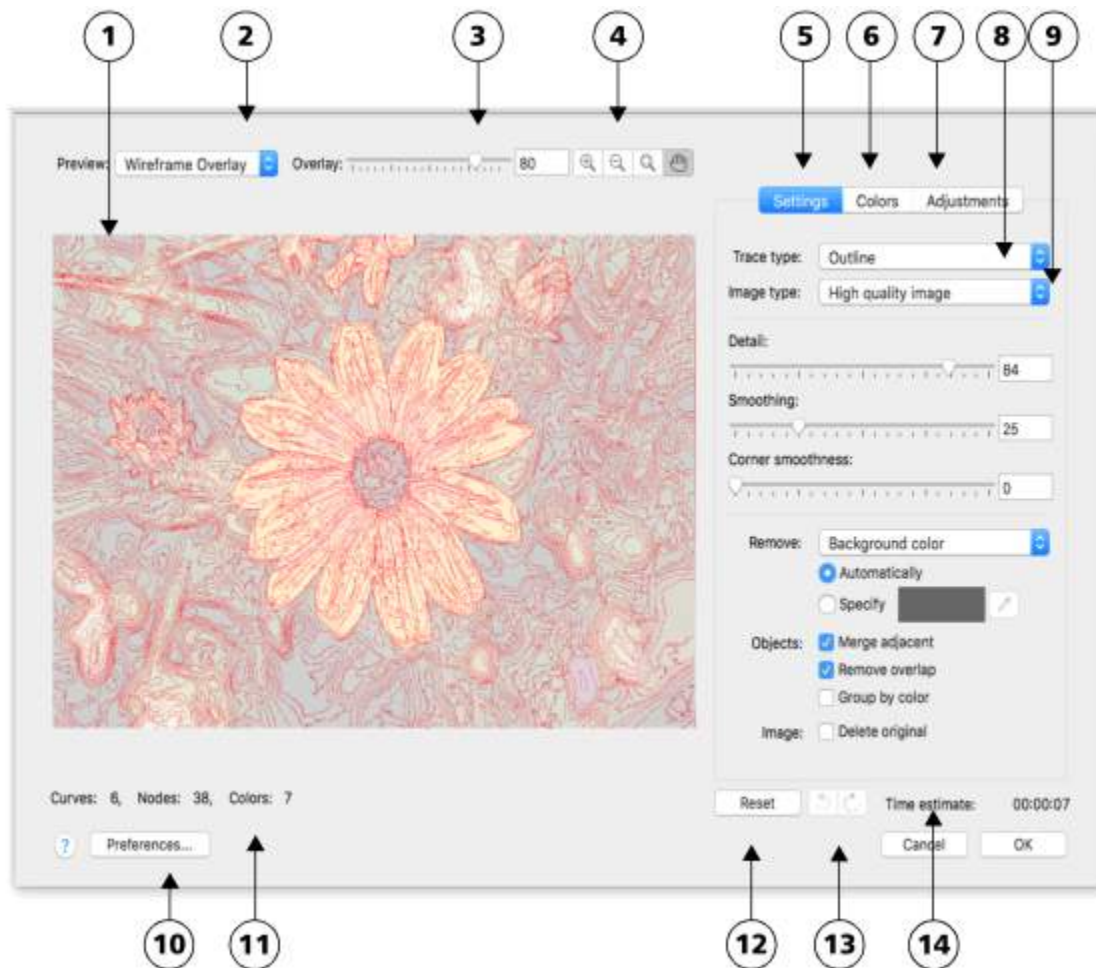 1 2 3 4 5 6 7 8 9
Preview: Wireframe Overlay Overlay: 80
Settings Colors Adjustments
Trace type: Outline
Image type: High quality image
Detail:
84
Smoothing:
25
Corner smoothness:
0
Remove: Background color
Automatically
Specify
Objects: Merge adjacent
Remove overlap
Group by color
Image: Delete original
Curves: 6, Nodes: 38, Colors: 7
Reset Time estimate: 00:00:07
? Preferences... Cancel OK
10 11 12 13 14